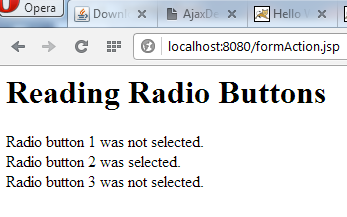 Opera
Downl
AjaxDe
Hello
localhost:8080/formAction.jsp
Reading Radio Buttons
Radio button 1 was not selected.
Radio button 2 was selected.
Radio button 3 was not selected.